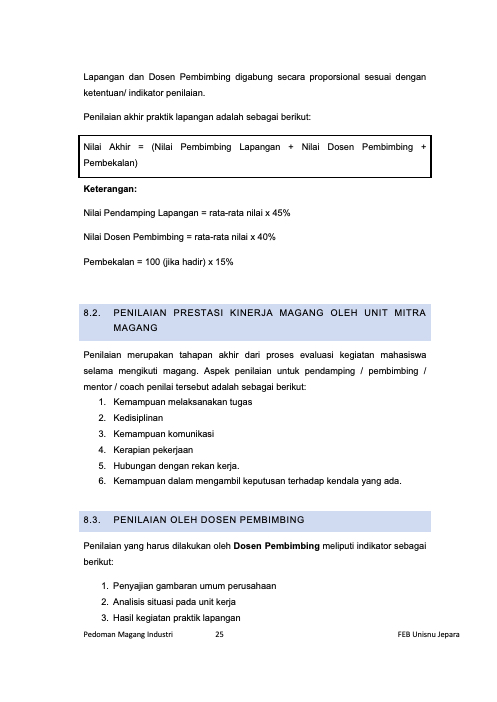 Lapangan dan Dosen Pembimbing digabung secara proporsional sesuai dengan
ketentuan/ indikator penilaian.
Penilaian akhir praktik lapangan adalah sebagai berikut:
Nilai Akhir = (Nilai Pembimbing Lapangan + Nilai Dosen Pembimbing +
Pembekalan)
Keterangan:
Nilai Pendamping Lapangan = rata-rata nilai x 45%
Nilai Dosen Pembimbing = rata-rata nilai x 40%
Pembekalan = 100 (jika hadir) x 15%
8.2. PENILAIAN PRESTASI KINERJA MAGANG OLEH UNIT MITRA
MAGANG
Penilaian merupakan tahapan akhir dari proses evaluasi kegiatan mahasiswa
selama mengikuti magang. Aspek penilaian untuk pendamping / pembimbing /
mentor / coach penilai tersebut adalah sebagai berikut:
1. Kemampuan melaksanakan tugas
2. Kedisiplinan
3. Kemampuan komunikasi
4. Kerapian pekerjaan
5. Hubungan dengan rekan kerja.
6. Kemampuan dalam mengambil keputusan terhadap kendala yang ada.
8.3. PENILAIAN OLEH DOSEN PEMBIMBING
Penilaian yang harus dilakukan oleh Dosen Pembimbing meliputi indikator sebagai
berikut:
1. Penyajian gambaran umum perusahaan
2. Analisis situasi pada unit kerja
3. Hasil kegiatan praktik lapangan
Pedoman Magang Industri 25 FEB Unisnu Jepara